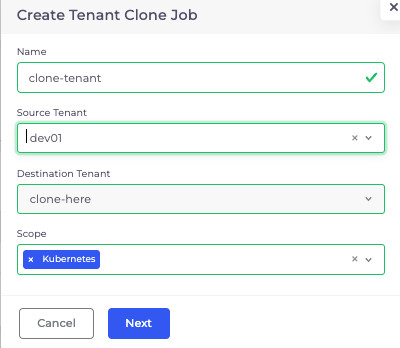 Create Tenant Clone Job
Name
clone-tenant
Source Tenant
dev01
Destination Tenant
clone-here
Scope
Kubernetes
Cancel
Next